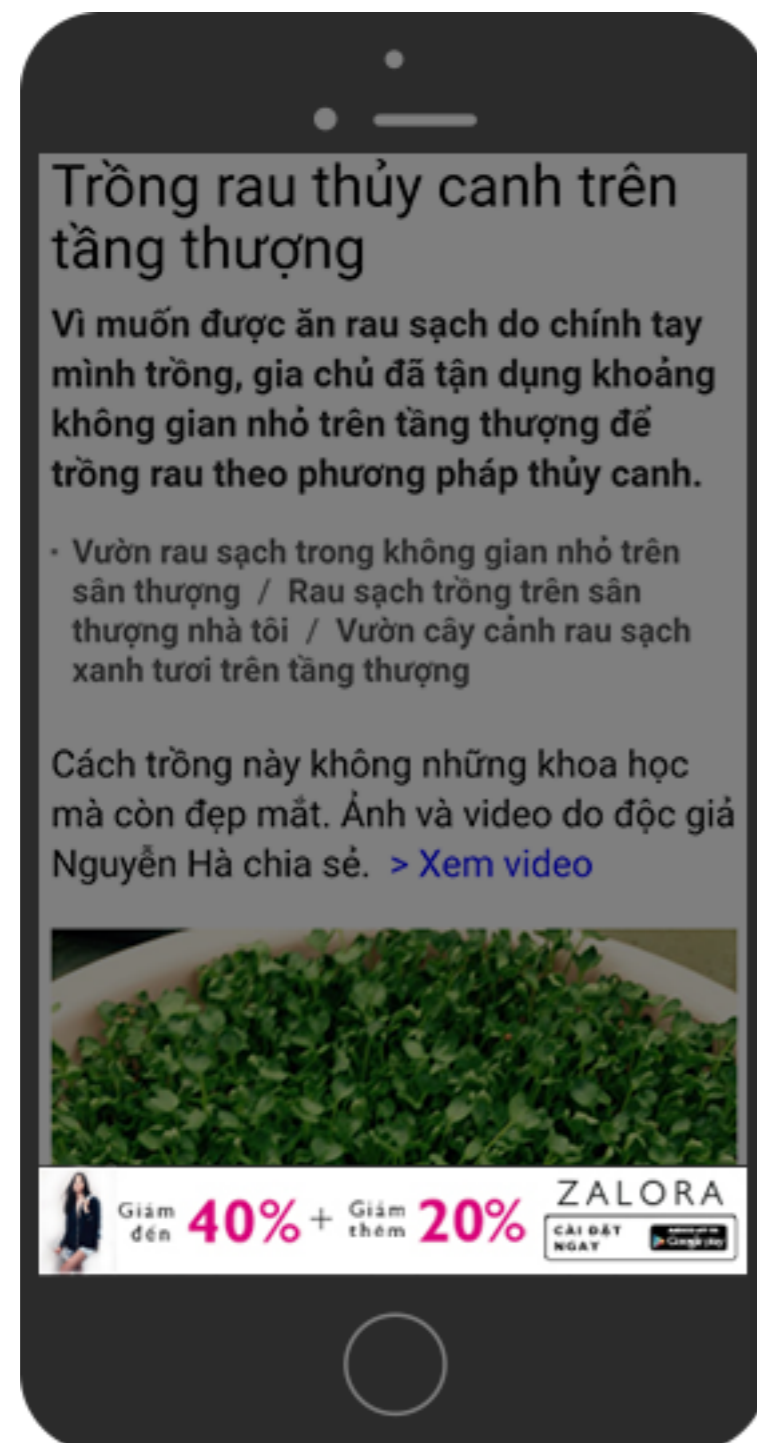 Trồng rau thủy canh trên
tầng thượng
Vì muốn được ăn rau sạch do chính tay
mình trồng, gia chủ đã tận dụng khoảng
không gian nhỏ trên tầng thượng để
trồng rau theo phương pháp thủy canh.
· Vườn rau sạch trong không gian nhỏ trên
sân thượng / Rau sạch trồng trên sân
thượng nhà tôi / Vườn cây cảnh rau sạch
xanh tươi trên tầng thượng
Cách trồng này không những khoa học
mà còn đẹp mắt. Ảnh và video do độc giả
Nguyễn Hà chia sẻ. > Xem video
Giảm đến 40% + Giảm thêm 20% ZALORA
CÀI ĐẶT NGAY Google play